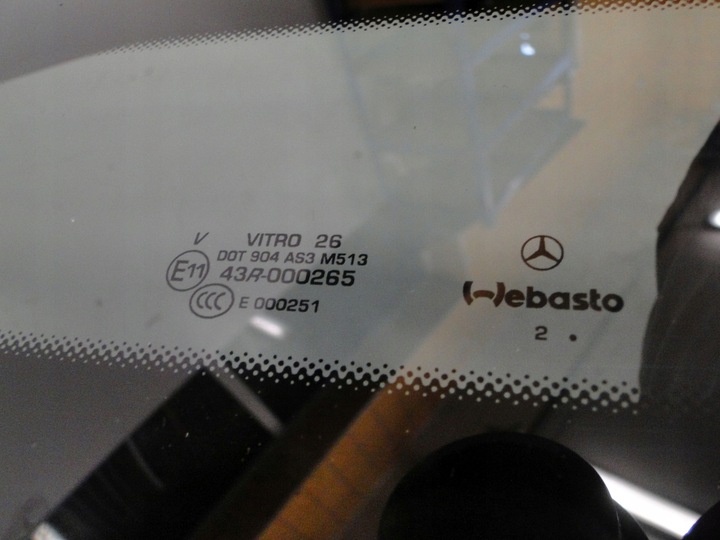 V VITRO 26
DOT 904 AS3 M513
E11 43R-000265
CCC E 000251
Webasto
2 .